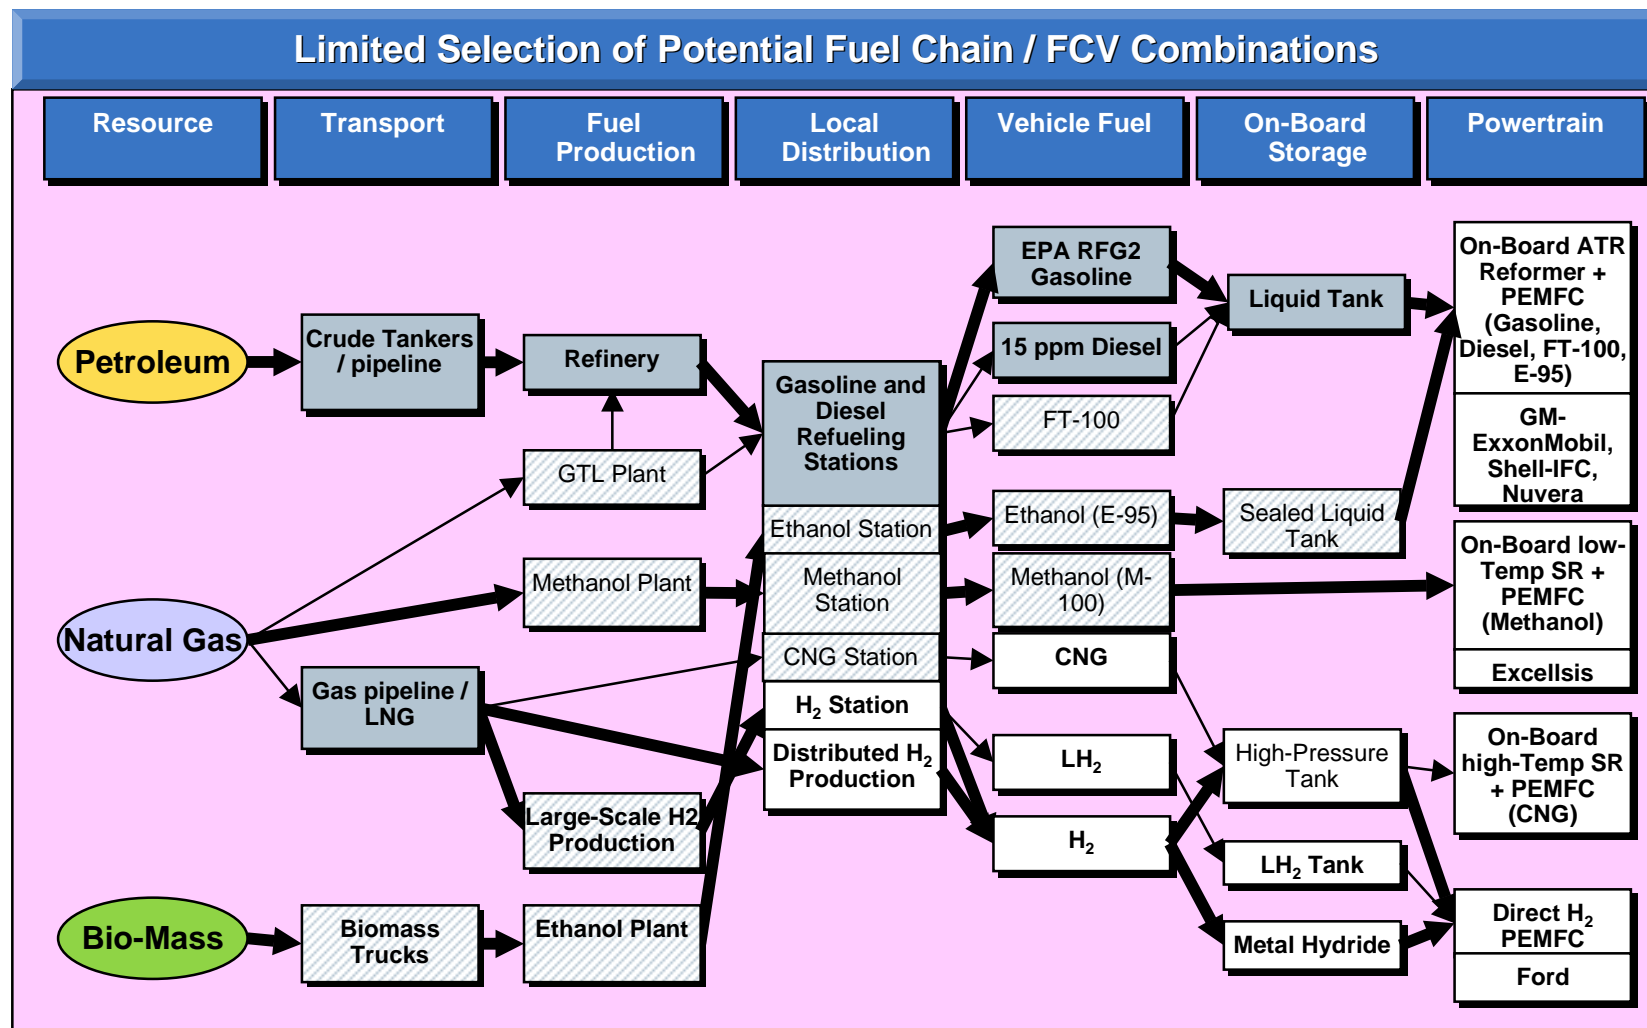 Limited Selection of Potential Fuel Chain / FCV Combinations
Resource
Transport
Fuel
Production
Local
Distribution
Vehicle Fuel
On-Board
Storage
Powertrain
Petroleum
Crude Tankers
/ pipeline
Refinery
GTL Plant
Gasoline and
Diesel
Refueling
Stations
EPA RFG2
Gasoline
15 ppm Diesel
FT-100
Liquid Tank
On-Board ATR
Reformer +
PEMFC
(Gasoline,
Diesel, FT-100,
E-95)
GM-
ExxonMobil,
Shell-IFC,
Nuvera
Ethanol Station
Ethanol (E-95)
Sealed Liquid
Tank
Natural Gas
Methanol Plant
Methanol
Station
Methanol (M-
100)
On-Board low-
Temp SR +
PEMFC
(Methanol)
Excellsis
Gas pipeline /
LNG
CNG Station
CNG
H2 Station
Distributed H2
Production
LH2
High-Pressure
Tank
On-Board
high-Temp SR
+ PEMFC
(CNG)
Large-Scale H2
Production
H2
LH2 Tank
Bio-Mass
Biomass
Trucks
Ethanol Plant
Metal Hydride
Direct H2
PEMFC
Ford